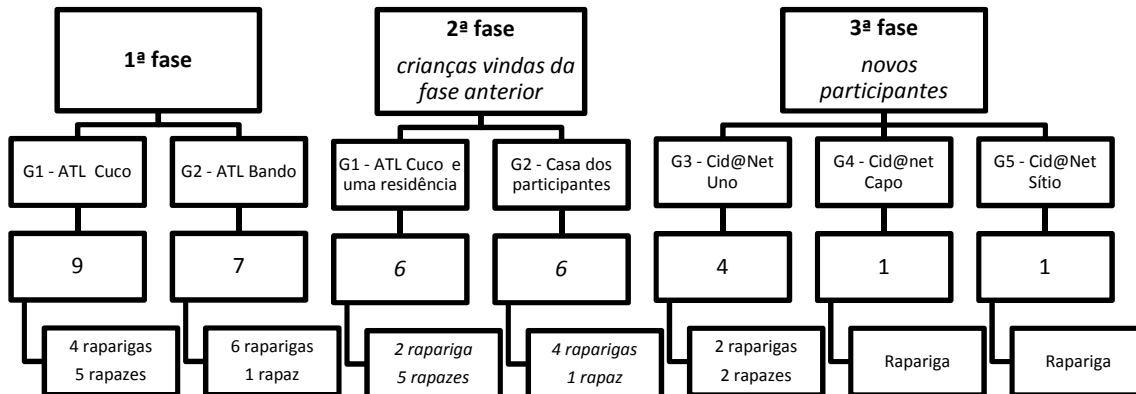 1ª fase
2ª fase
crianças vindas da
fase anterior
3ª fase
novos
participantes
G1 - ATL Cuco
G2 - ATL Bando
G1 - ATL Cuco e
uma residência
G2 - Casa dos
participantes
G3 - Cid@Net
Uno
G4 - Cid@net
Capo
G5 - Cid@Net
Sítio
9
7
6
6
4
1
1
4 raparigas
5 rapazes
6 raparigas
1 rapaz
2 rapariga
5 rapazes
4 raparigas
1 rapaz
2 raparigas
2 rapazes
Rapariga
Rapariga